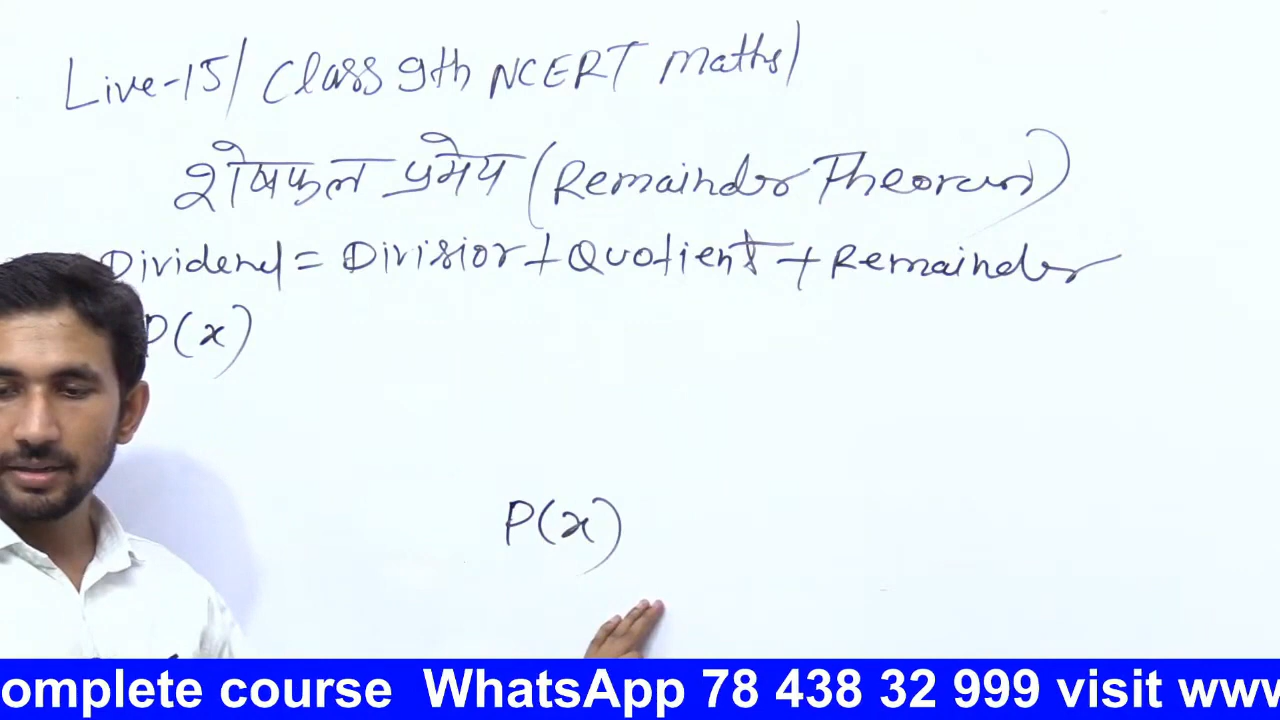 Live-15/ Class 9th NCERT Maths/
शेषफल प्रमेय (Remainder Theorem)
Dividend = Divisior + Quotient + Remainder
P(x)
P(x)
omplete course WhatsApp 78 438 32 999 visit www